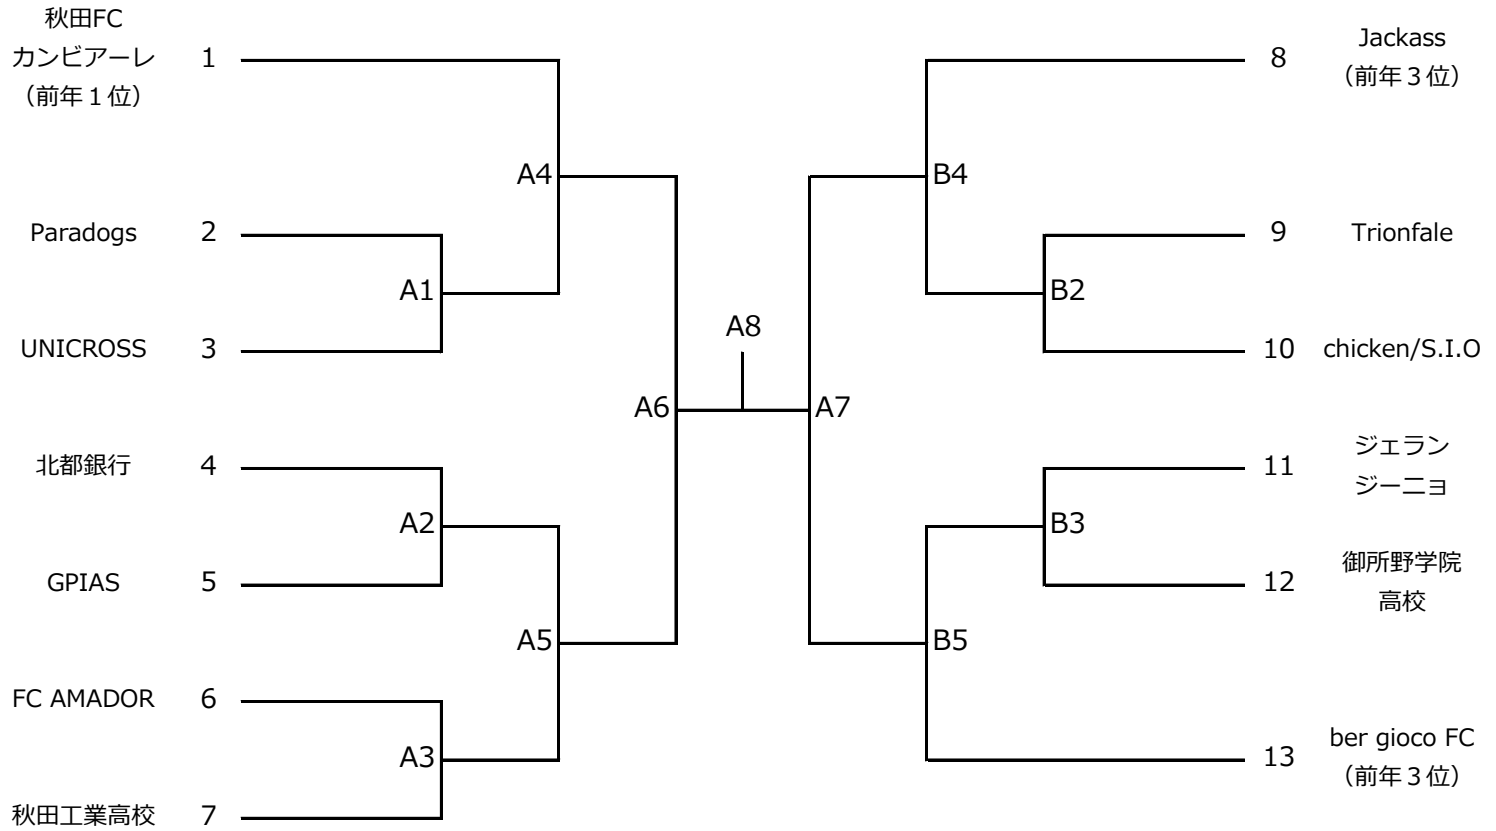 秋田FC
カンビアーレ
（前年１位）
1
Paradogs
2
UNICROSS
3
北都銀行
4
GPIAS
5
FC AMADOR
6
秋田工業高校
7
A4
A1
A2
A5
A3
A6
A8
A7
B4
B2
B3
B5
8
Jackass
（前年３位）
9
Trionfale
10
chicken/S.I.O
11
ジェラン
ジーニョ
12
御所野学院
高校
13
ber gioco FC
（前年３位）